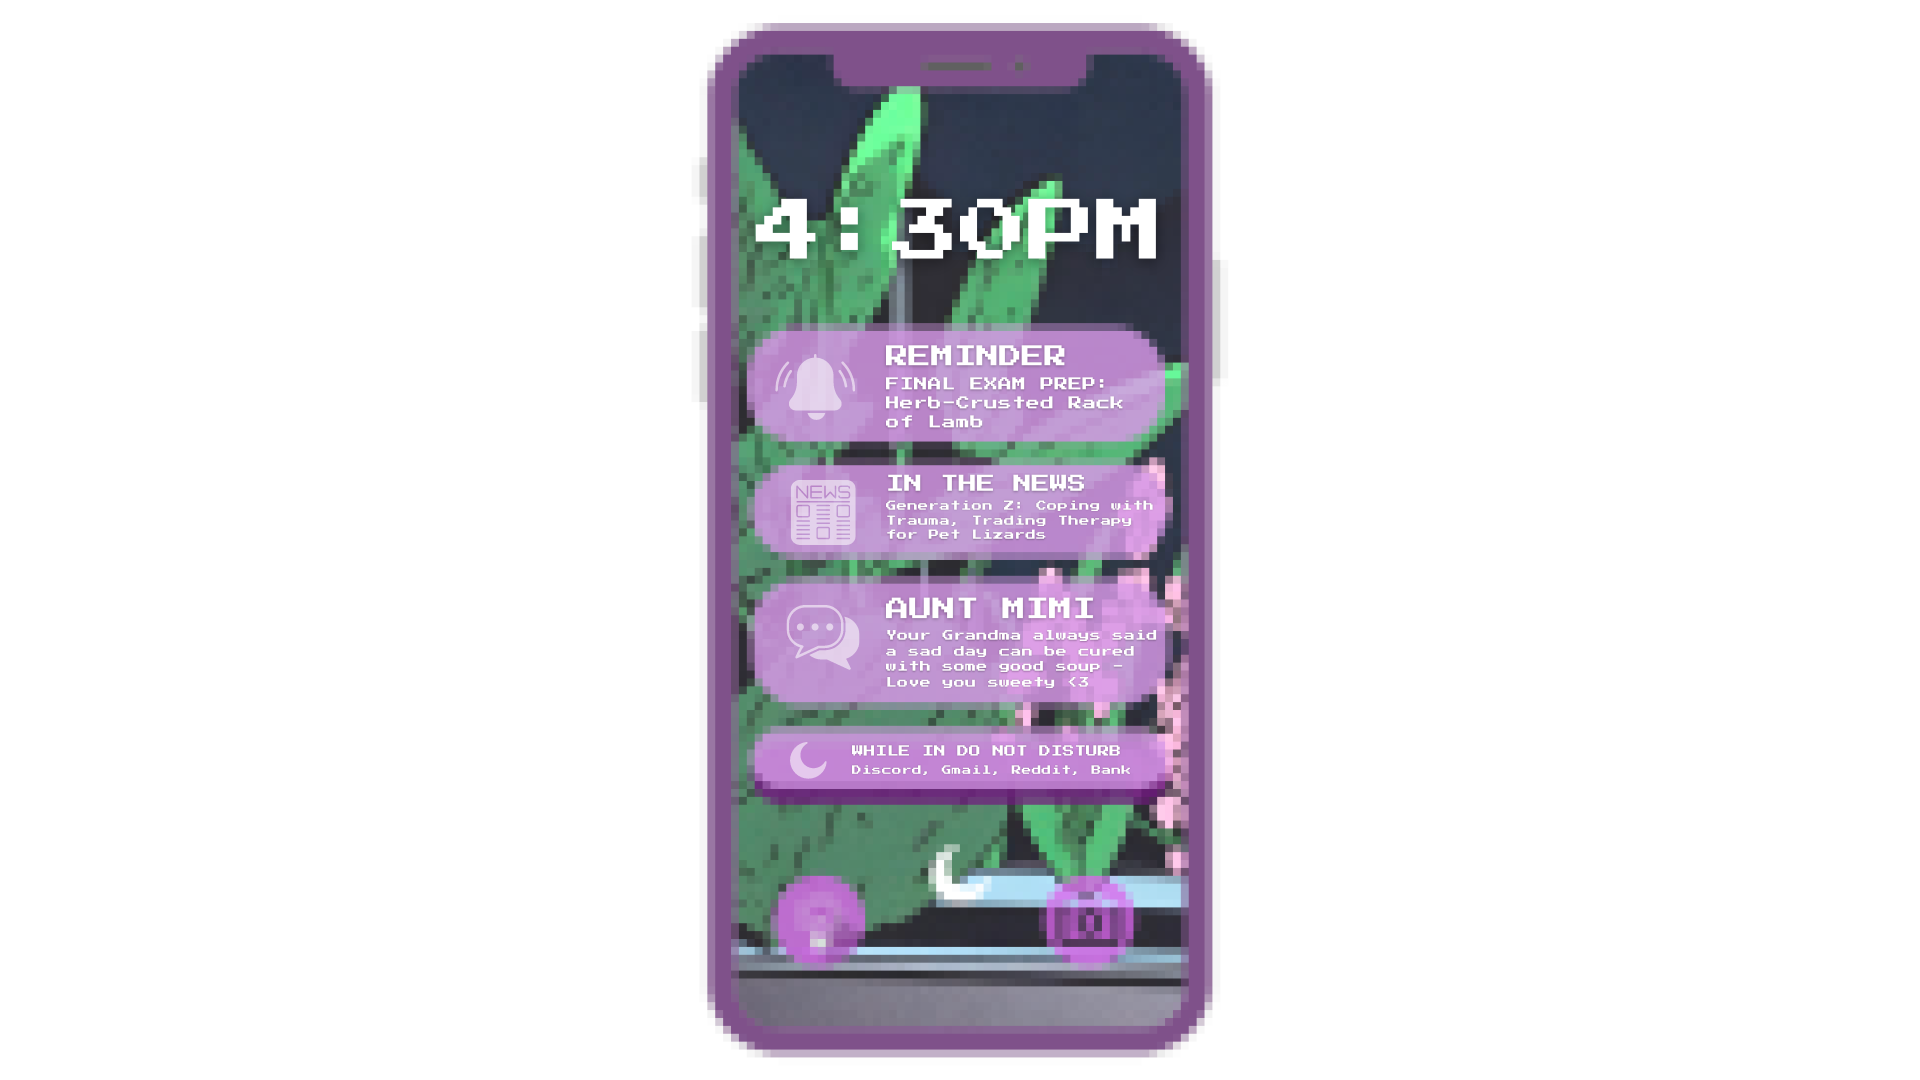 4:30PM
REMINDER
FINAL EXAM PREP:
Herb-Crusted Rack
of Lamb
NEWS
IN THE NEWS
Generation Z: Coping with
Trauma, Trading Therapy
for Pet Lizards
AUNT MIMI
Your Grandma always said
a sad day can be cured
with some good soup -
Love you sweety <3
WHILE IN DO NOT DISTURB
Discord, Gmail, Reddit, Bank